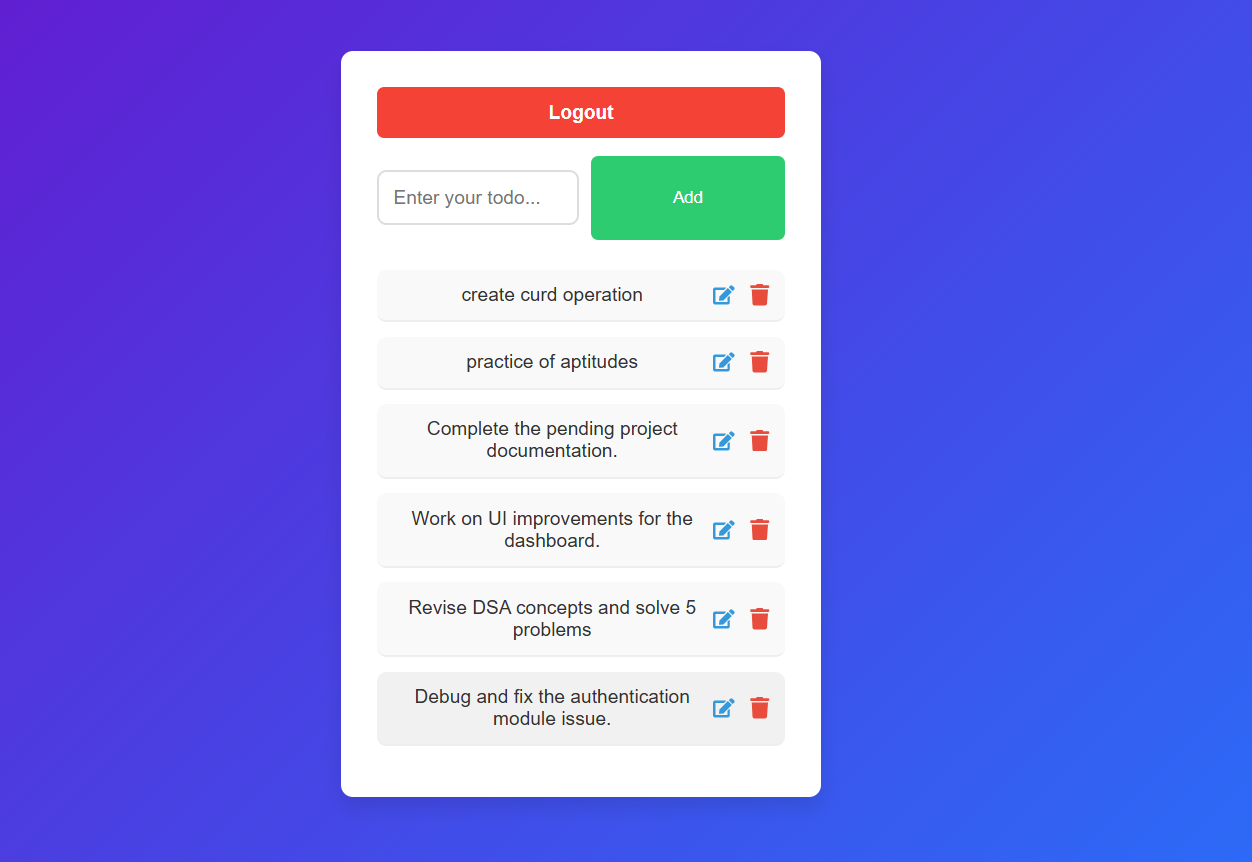 Logout
Enter your todo...
Add
create curd operation
practice of aptitudes
Complete the pending project
documentation.
Work on UI improvements for the
dashboard.
Revise DSA concepts and solve 5
problems
Debug and fix the authentication
module issue.